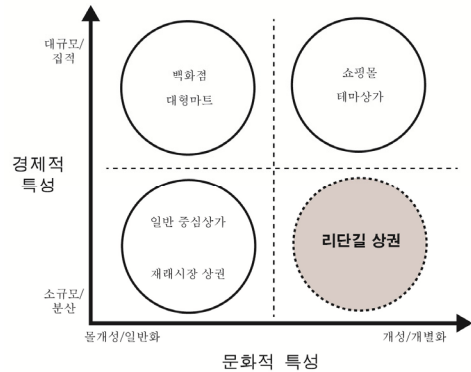 대규모/
집적
백화점
대형마트
쇼핑몰
테마상가
경제적
특성
일반 중심상가
재래시장 상권
리단길 상권
소규모/
분산
몰개성/일반화
개성/개별화
문화적 특성